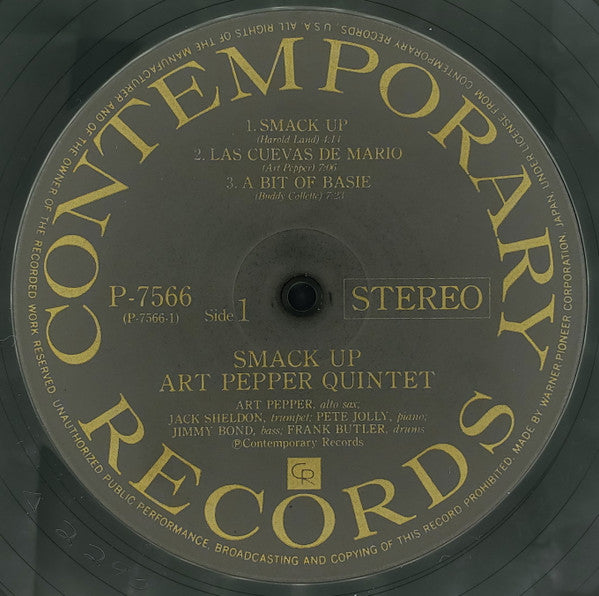 CONTEMPORARY
RECORDS
1. SMACK UP
(Harold Land) 4:11
2. LAS CUEVAS DE MARIO
(Art Pepper) 7:06
3. A BIT OF BASIE
(Buddy Collette) 7:23
P-7566
(P-7566-1)
Side 1
STEREO
SMACK UP
ART PEPPER QUINTET
ART PEPPER, alto sax;
JACK SHELDON, trumpet; PETE JOLLY, piano;
JIMMY BOND, bass; FRANK BUTLER, drums
ⓅContemporary Records
CR
MADE BY WARNER-PIONEER CORPORATION JAPAN, UNDER LICENSE FROM CONTEMPORARY RECORDS, U.S.A. ALL RIGHTS OF THE MANUFACTURER AND OF THE OWNER OF THE RECORDED WORK RESERVED. UNAUTHORIZED PUBLIC PERFORMANCE, BROADCASTING AND COPYING OF THIS RECORD PROHIBITED.